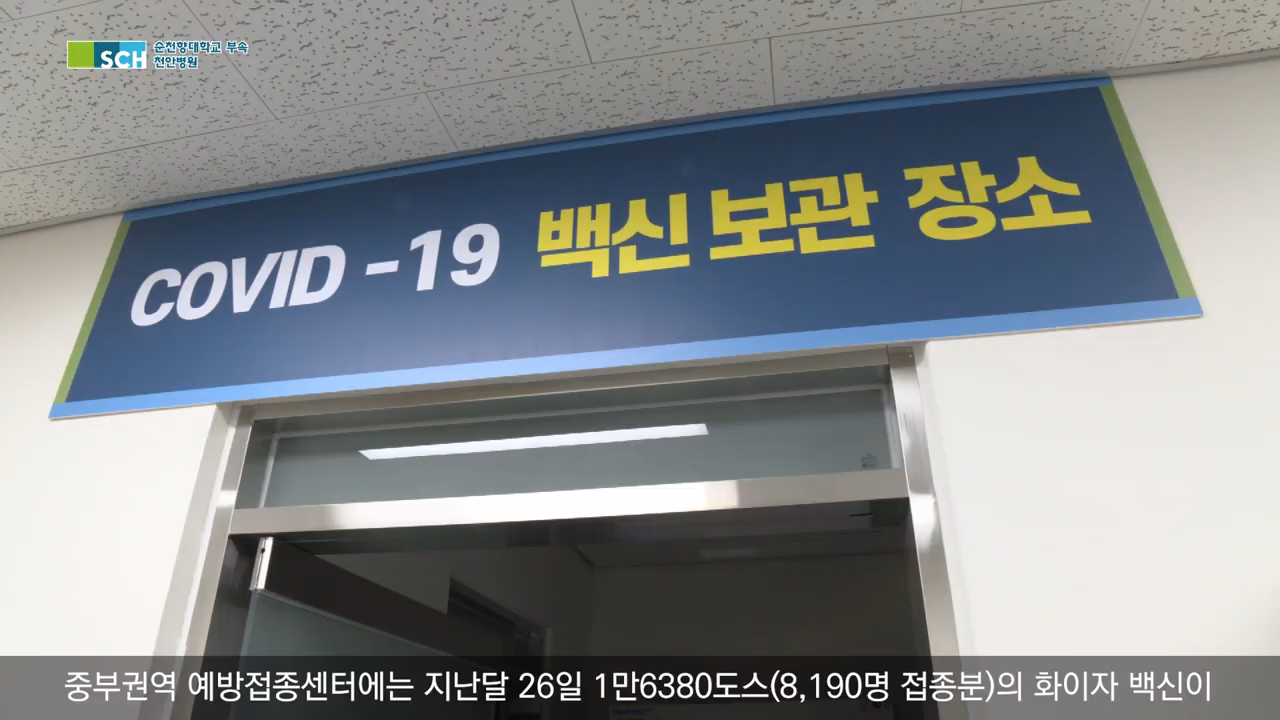 SCH 순천향대학교 부속
천안병원
COVID -19 백신 보관 장소
중부권역 예방접종센터에는 지난달 26일 1만6380도스(8,190명 접종분)의 화이자 백신이